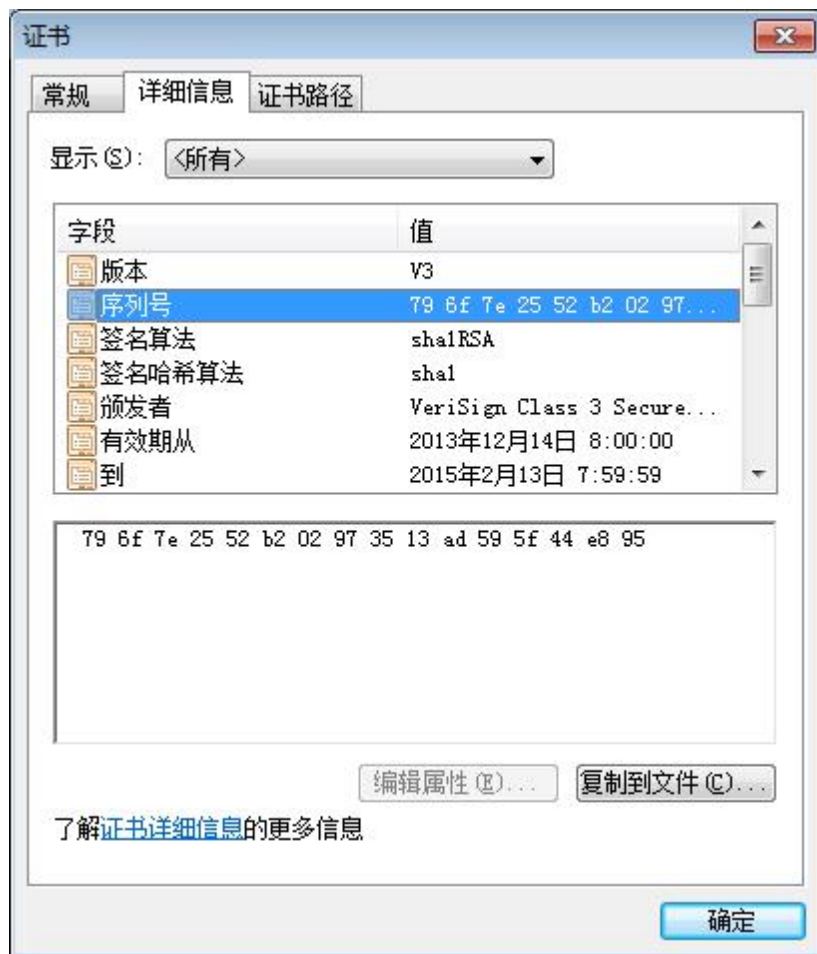 证书
常规 详细信息 证书路径
显示(S): <所有>
字段 值
版本 V3
序列号 79 6f 7e 25 52 b2 02 97...
签名算法 sha1RSA
签名哈希算法 sha1
颁发者 VeriSign Class 3 Secure...
有效期从 2013年12月14日 8:00:00
到 2015年2月13日 7:59:59
79 6f 7e 25 52 b2 02 97 35 13 ad 59 5f 44 e8 95
编辑属性(E)... 复制到文件(C)...
了解证书详细信息的更多信息
确定